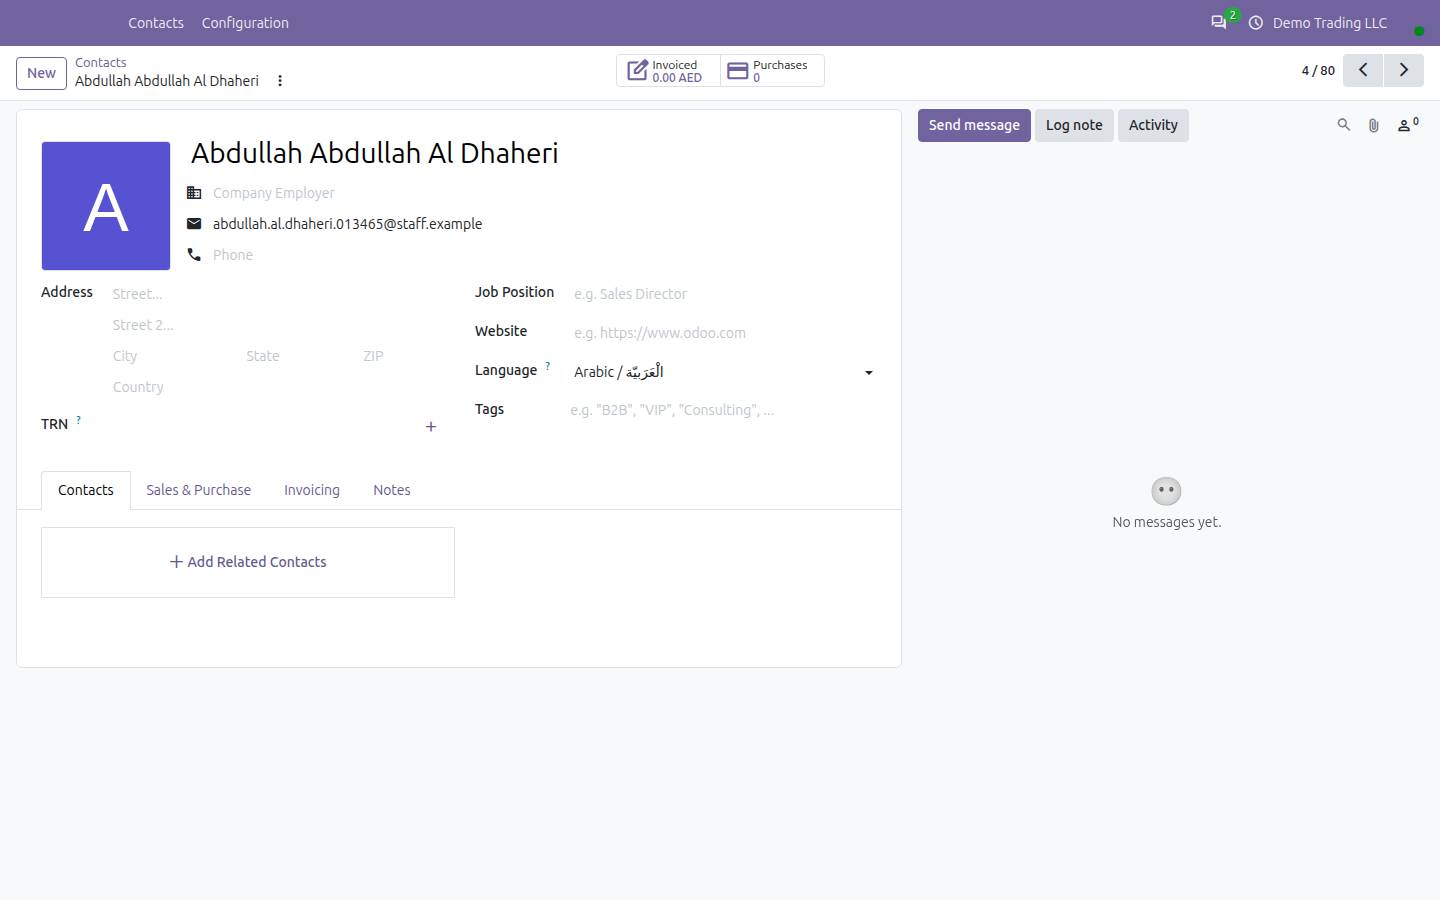 Contacts Configuration 2 Demo Trading LLC
New Contacts
Abdullah Abdullah Al Dhaheri
Invoiced 0.00 AED
Purchases 0
4 / 80
Send message Log note Activity 0
A
Abdullah Abdullah Al Dhaheri
Company Employer
abdullah.al.dhaheri.013465@staff.example
Phone
Address Street...
Street 2...
City State ZIP
Country
TRN ?
Job Position e.g. Sales Director
Website e.g. https://www.odoo.com
Language ? Arabic / الْعَرَبيّة
Tags e.g. "B2B", "VIP", "Consulting", ...
Contacts Sales & Purchase Invoicing Notes
Add Related Contacts
No messages yet.